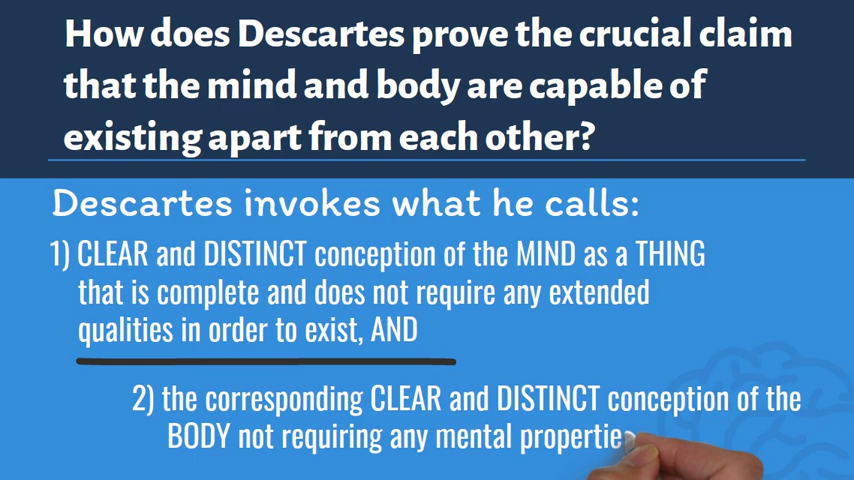 How does Descartes prove the crucial claim
that the mind and body are capable of
existing apart from each other?
Descartes invokes what he calls:
1) CLEAR and DISTINCT conception of the MIND as a THING
that is complete and does not require any extended
qualities in order to exist, AND
2) the corresponding CLEAR and DISTINCT conception of the
BODY not requiring any mental propertie